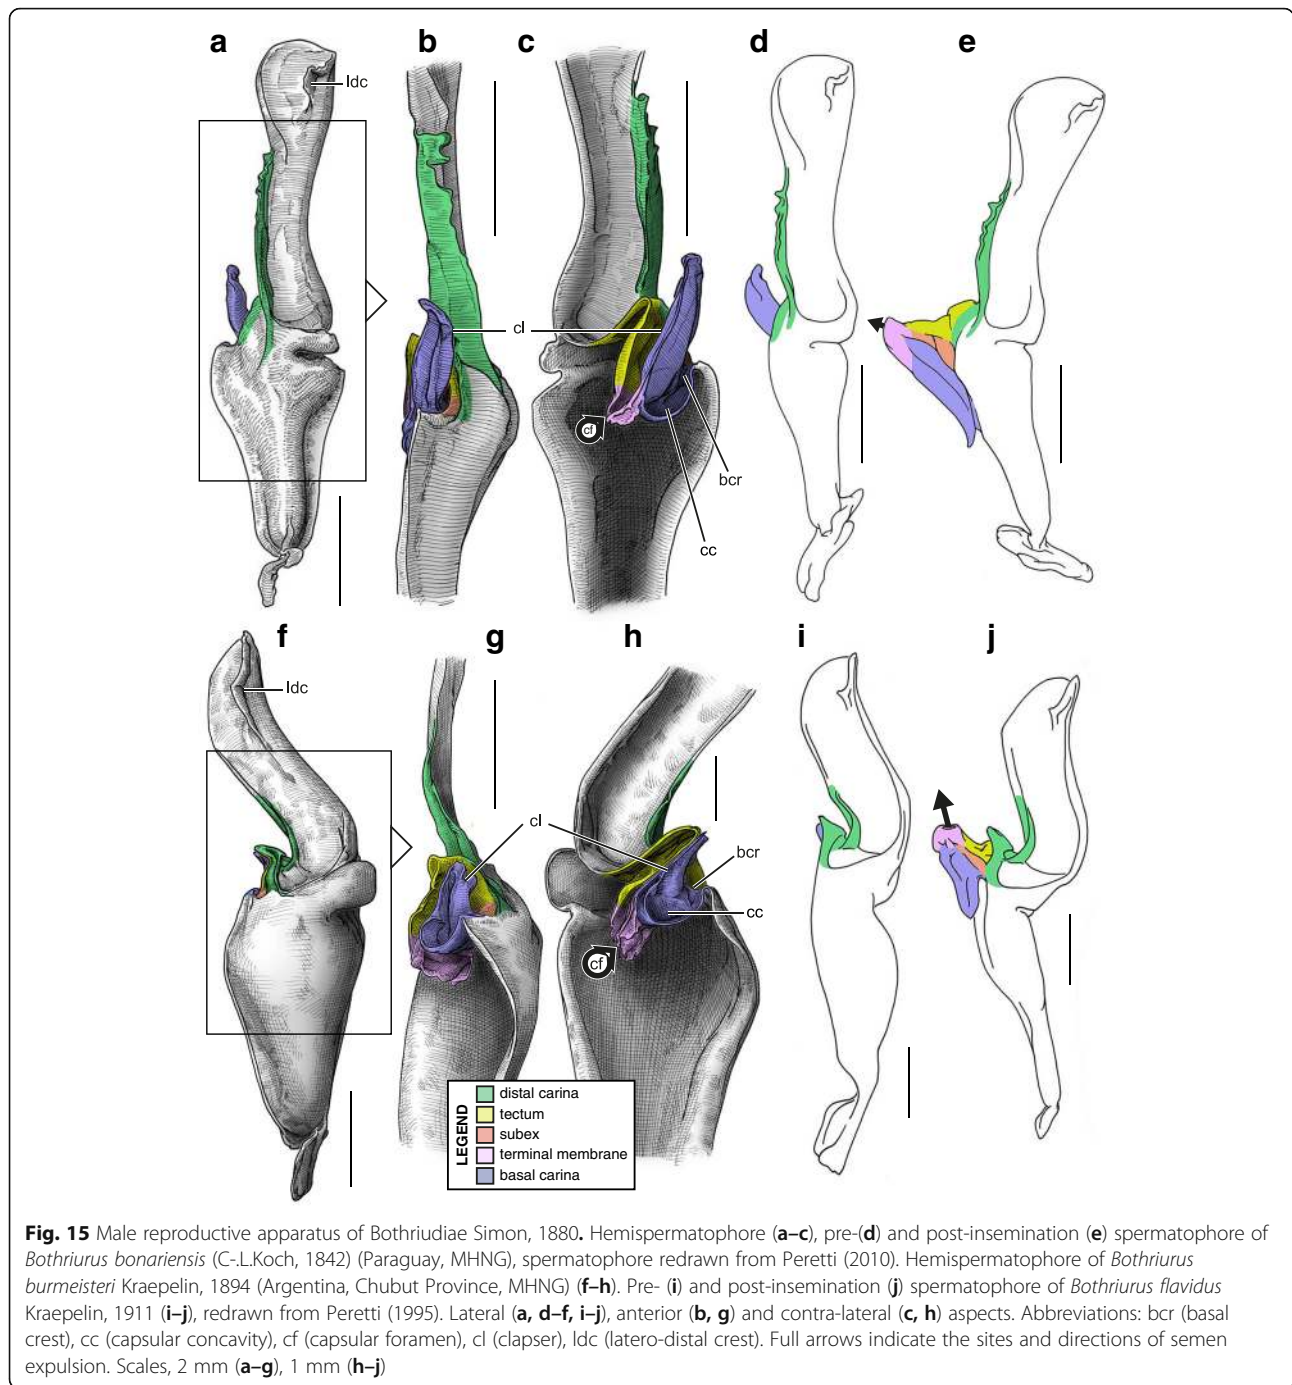 a b c d e
ldc
cl
cf
bcr
cc
f g h i j
ldc
cl
bcr
cc
cf
LEGEND
distal carina
tectum
subex
terminal membrane
basal carina
Fig. 15 Male reproductive apparatus of Bothriudiae Simon, 1880. Hemispermatophore (a–c), pre-(d) and post-insemination (e) spermatophore of
Bothriurus bonariensis (C-.L.Koch, 1842) (Paraguay, MHNG), spermatophore redrawn from Peretti (2010). Hemispermatophore of Bothriurus
burmeisteri Kraepelin, 1894 (Argentina, Chubut Province, MHNG) (f–h). Pre- (i) and post-insemination (j) spermatophore of Bothriurus flavidus
Kraepelin, 1911 (i–j), redrawn from Peretti (1995). Lateral (a, d–f, i–j), anterior (b, g) and contra-lateral (c, h) aspects. Abbreviations: bcr (basal
crest), cc (capsular concavity), cf (capsular foramen), cl (clapser), ldc (latero-distal crest). Full arrows indicate the sites and directions of semen
expulsion. Scales, 2 mm (a–g), 1 mm (h–j)